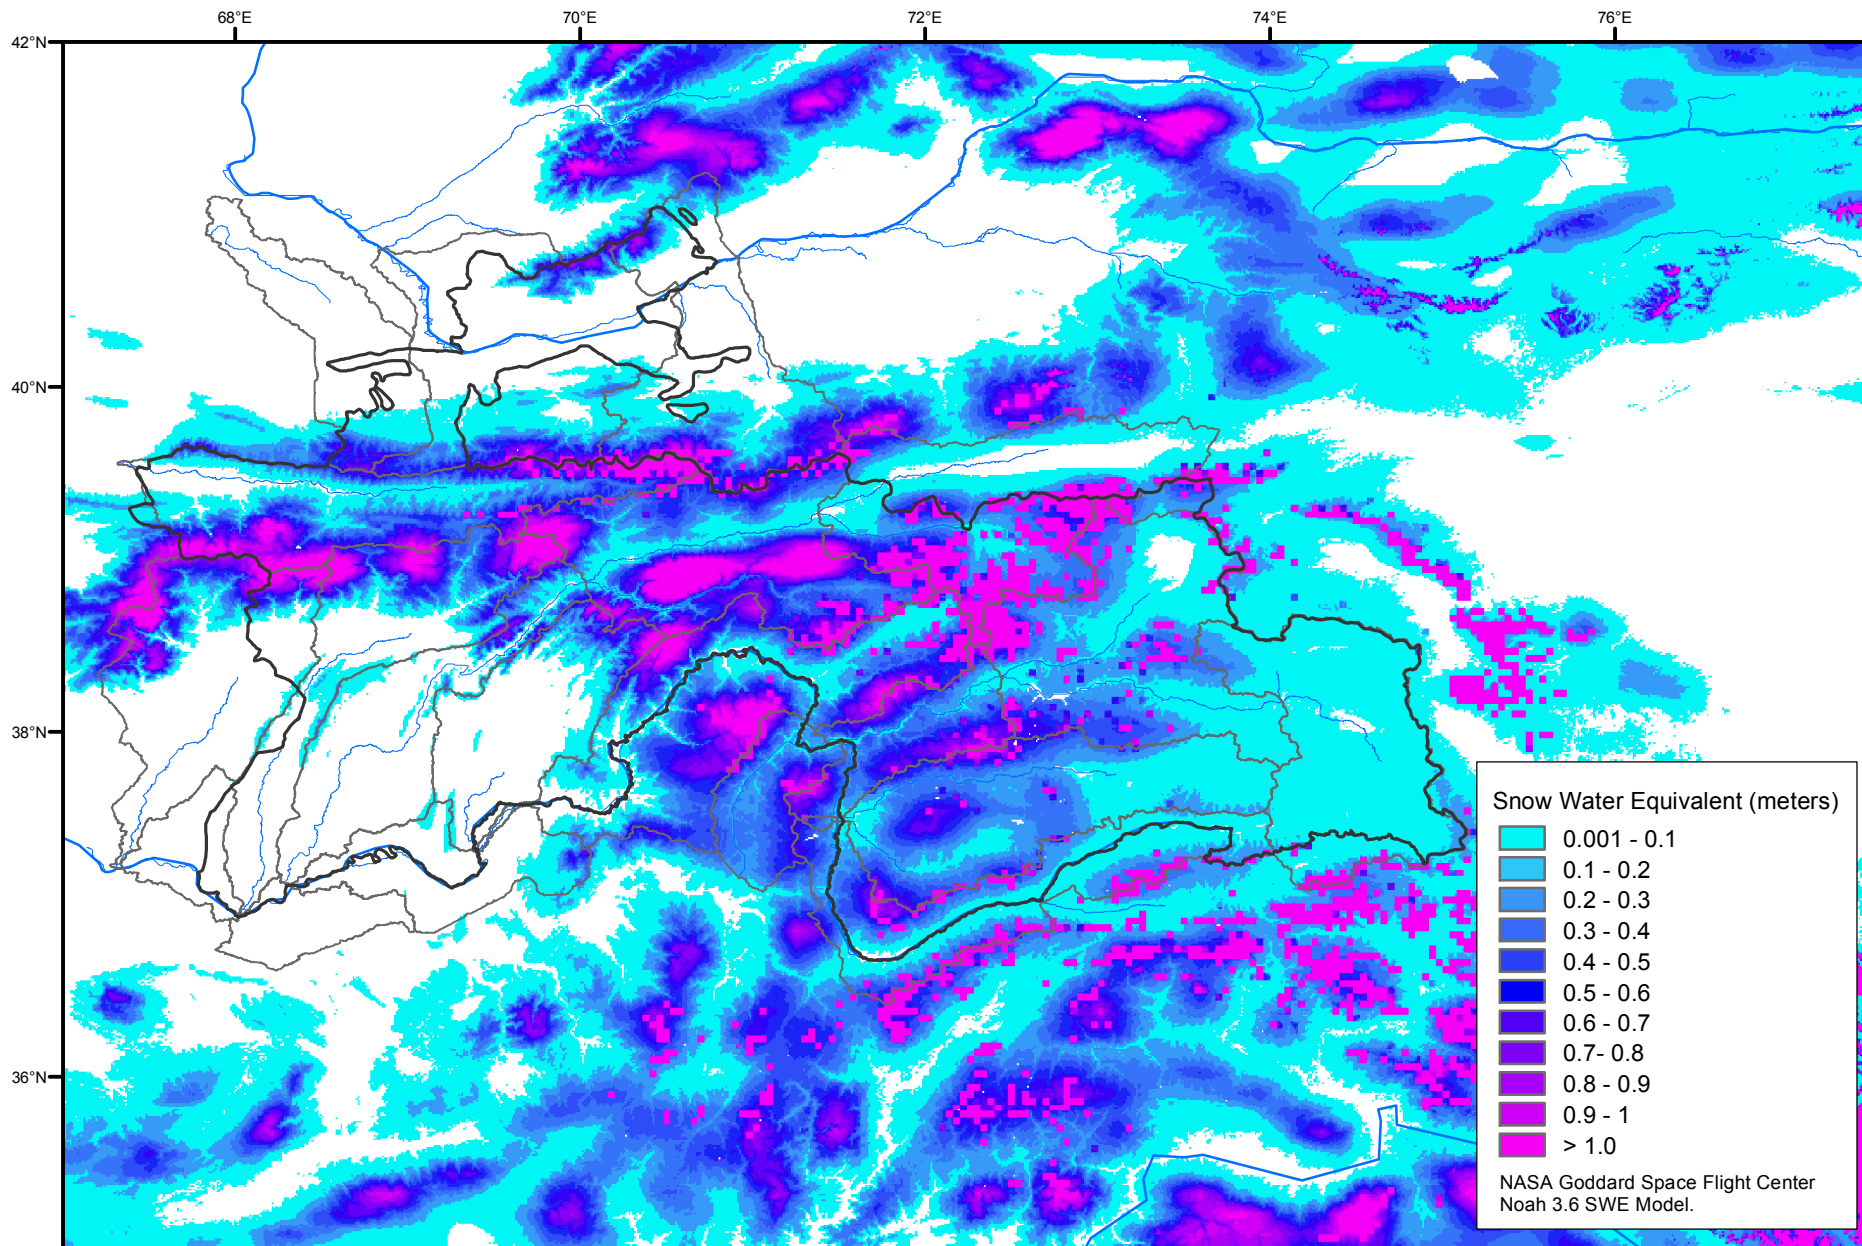 68°E
70°E
72°E
74°E
76°E
42°N
40°N
38°N
36°N
Snow Water Equivalent (meters)
0.001 - 0.1
0.1 - 0.2
0.2 - 0.3
0.3 - 0.4
0.4 - 0.5
0.5 - 0.6
0.6 - 0.7
0.7- 0.8
0.8 - 0.9
0.9 - 1
> 1.0
NASA Goddard Space Flight Center
Noah 3.6 SWE Model.